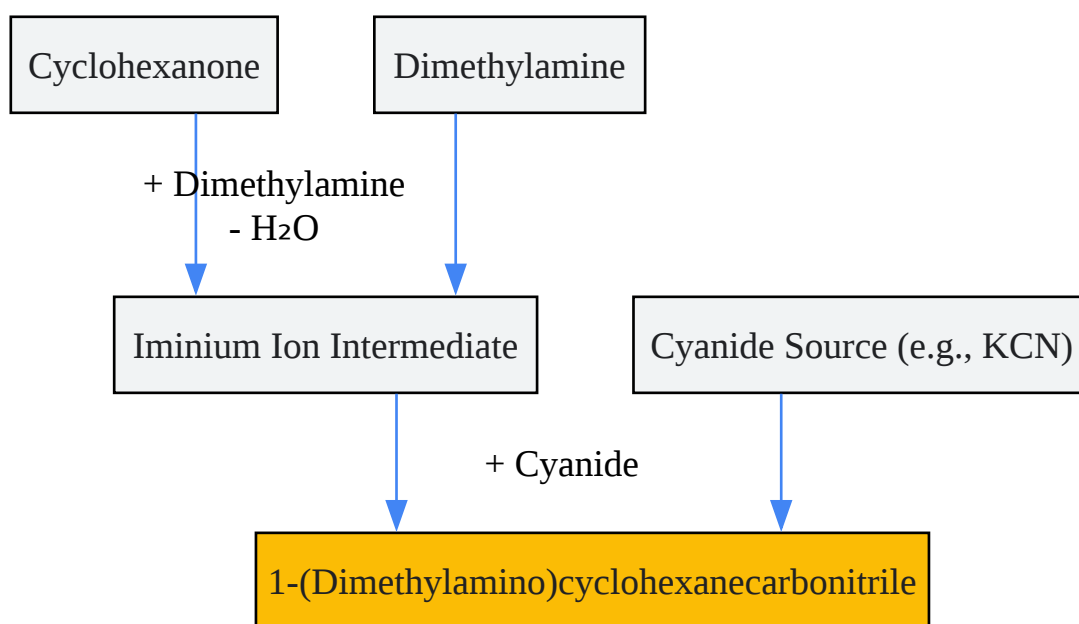 Cyclohexanone
Dimethylamine
+ Dimethylamine
- H₂O
Iminium Ion Intermediate
Cyanide Source (e.g., KCN)
+ Cyanide
1-(Dimethylamino)cyclohexanecarbonitrile